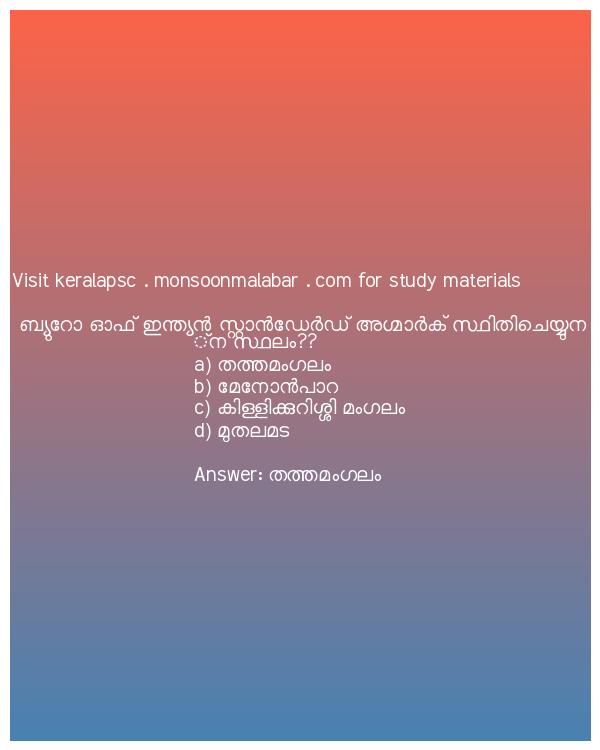 Visit keralapsc . monsoonmalabar . com for study materials
ബ്യുറോ ഓഫ് ഇന്ത്യൻ സ്റ്റാൻഡേർഡ് അഗ്മാർക് സ്ഥിതിചെയ്യുന
്ന സ്ഥലം??
a) തത്തമംഗലം
b) മേനോൻപാറ
c) കിള്ളിക്കുറിശ്ശി മംഗലം
d) മുതലമട
Answer: തത്തമംഗലം